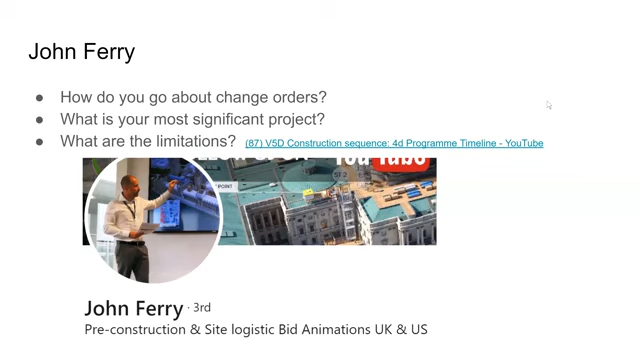 John Ferry
● How do you go about change orders?
● What is your most significant project?
● What are the limitations? (87) V5D Construction sequence: 4d Programme Timeline - YouTube
YouTube
POINT
John Ferry · 3rd
Pre-construction & Site logistic Bid Animations UK & US